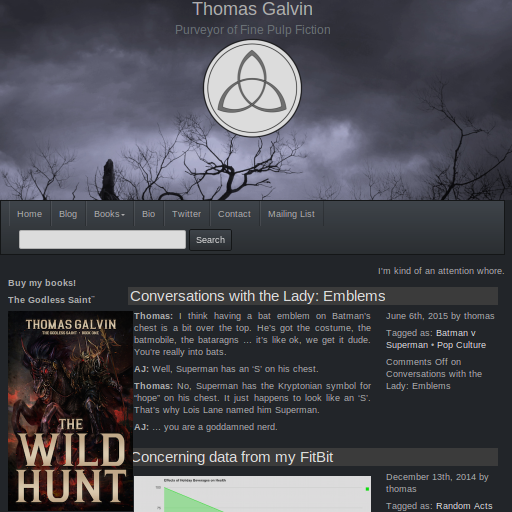 Thomas Galvin
Purveyor of Fine Pulp Fiction
Home Blog Books Bio Twitter Contact Mailing List
Search
I'm kind of an attention whore.
Buy my books!
The Godless Saint¨
THOMAS GALVIN
THE GODLESS SAINT • BOOK ONE
THE
WILD
HUNT
Conversations with the Lady: Emblems
Thomas: I think having a bat emblem on Batman's
chest is a bit over the top. He's got the costume, the
batmobile, the bataragns … it's like ok, we get it dude.
You're really into bats.
AJ: Well, Superman has an 'S' on his chest.
Thomas: No, Superman has the Kryptonian symbol for
"hope" on his chest. It just happens to look like an 'S'.
That's why Lois Lane named him Superman.
AJ: … you are a goddamned nerd.
June 6th, 2015 by thomas
Tagged as: Batman v
Superman • Pop Culture
Comments Off on
Conversations with the
Lady: Emblems
Concerning data from my FitBit
Effects of Holiday Beverages on Health
December 13th, 2014 by
thomas
Tagged as: Random Acts